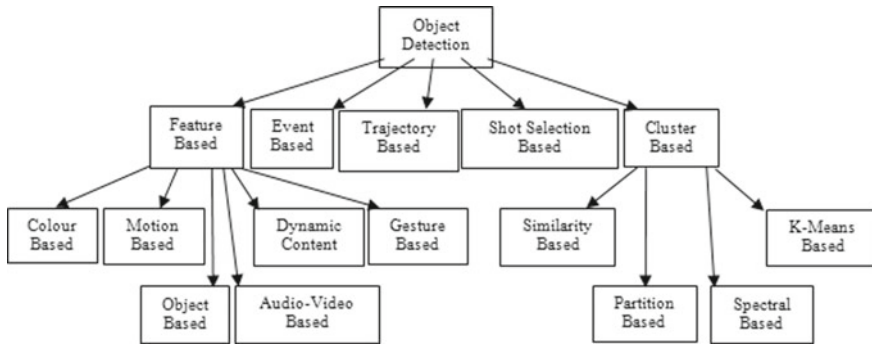 Object
Detection
Feature
Based
Event
Based
Trajectory
Based
Shot Selection
Based
Cluster
Based
Colour
Based
Motion
Based
Dynamic
Content
Gesture
Based
Similarity
Based
K-Means
Based
Object
Based
Audio-Video
Based
Partition
Based
Spectral
Based